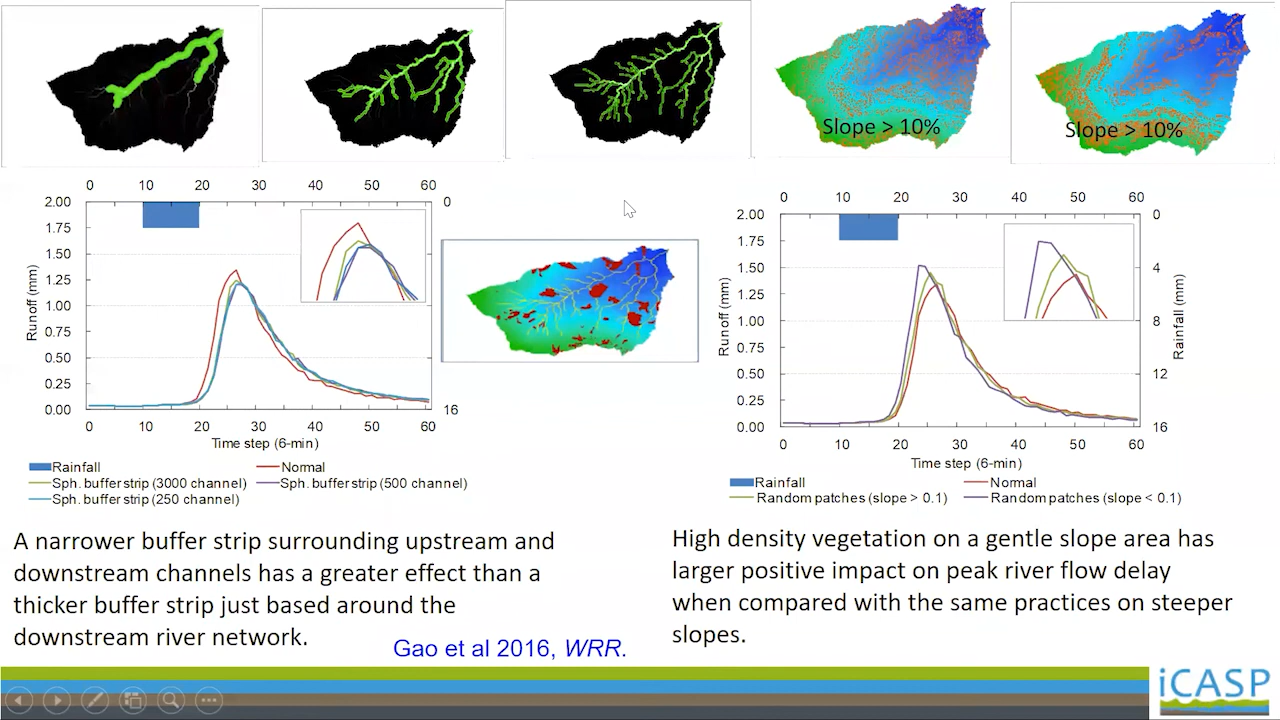 Slope > 10%
Slope > 10%
0 10 20 30 40 50 60
2.00
1.75
1.50
1.25
1.00
0.75
0.50
0.25
0.00
Runoff (mm)
0
16
0 10 20 30 40 50 60
Time step (6-min)
Rainfall
Normal
Sph. buffer strip (3000 channel)
Sph. buffer strip (500 channel)
Sph. buffer strip (250 channel)
0 10 20 30 40 50 60
2.00
1.75
1.50
1.25
1.00
0.75
0.50
0.25
0.00
Runoff (mm)
0
4
8
12
16
Rainfall (mm)
0 10 20 30 40 50 60
Time step (6-min)
Rainfall
Normal
Random patches (slope > 0.1)
Random patches (slope < 0.1)
A narrower buffer strip surrounding upstream and
downstream channels has a greater effect than a
thicker buffer strip just based around the
downstream river network.
Gao et al 2016, WRR.
High density vegetation on a gentle slope area has
larger positive impact on peak river flow delay
when compared with the same practices on steeper
slopes.
iCASP